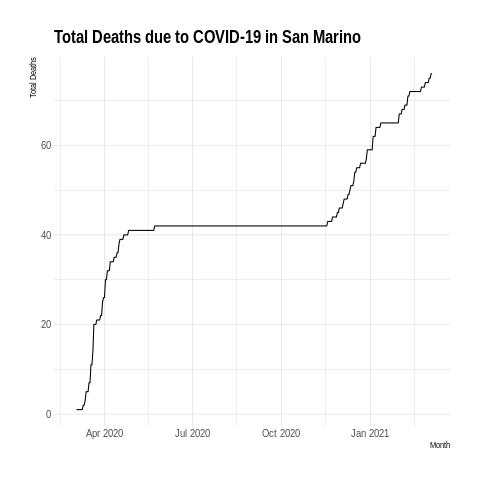 Total Deaths due to COVID-19 in San Marino
Total Deaths
60
40
20
0
Apr 2020 Jul 2020 Oct 2020 Jan 2021
Month